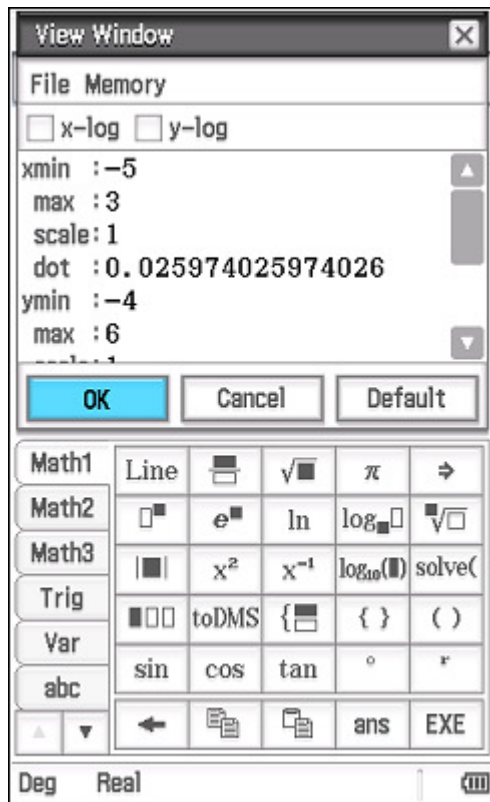 View Window
File Memory
x-log y-log
xmin :-5
max :3
scale:1
dot :0.025974025974026
ymin :-4
max :6
OK Cancel Default
Math1 Line √■ π ⇒
Math2 □■ e■ ln log■□ ■√□
Math3 |■| x² x⁻¹ log₁₀(■) solve(
Trig ■□□ toDMS { } ( )
Var
sin cos tan ° r
abc
ans EXE
Deg Real